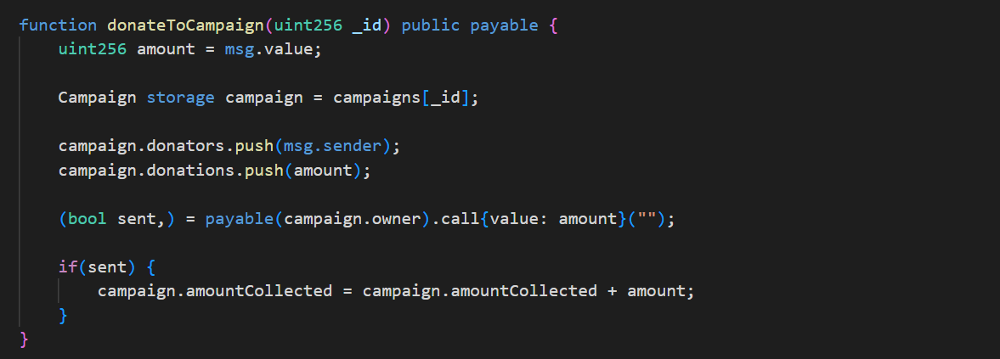 function donateToCampaign(uint256 _id) public payable {
uint256 amount = msg.value;
Campaign storage campaign = campaigns[_id];
campaign.donators.push(msg.sender);
campaign.donations.push(amount);
(bool sent,) = payable(campaign.owner).call{value: amount}("");
if(sent) {
campaign.amountCollected = campaign.amountCollected + amount;
}
}